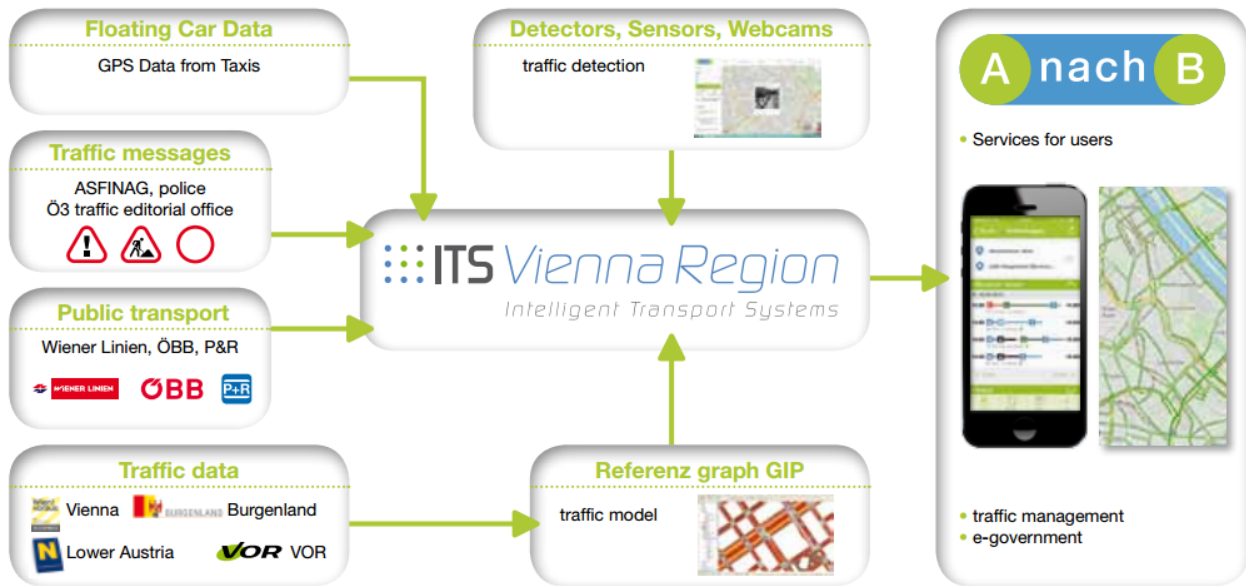 Floating Car Data
GPS Data from Taxis
Detectors, Sensors, Webcams
traffic detection
A nach B
• Services for users
Traffic messages
ASFINAG, police
Ö3 traffic editorial office
!
ITS Vienna Region
Intelligent Transport Systems
Public transport
Wiener Linien, ÖBB, P&R
WIENER LINIEN
ÖBB
P+R
Traffic data
Vienna
BURGENLAND Burgenland
N Lower Austria
VOR VOR
Referenz graph GIP
traffic model
• traffic management
• e-government